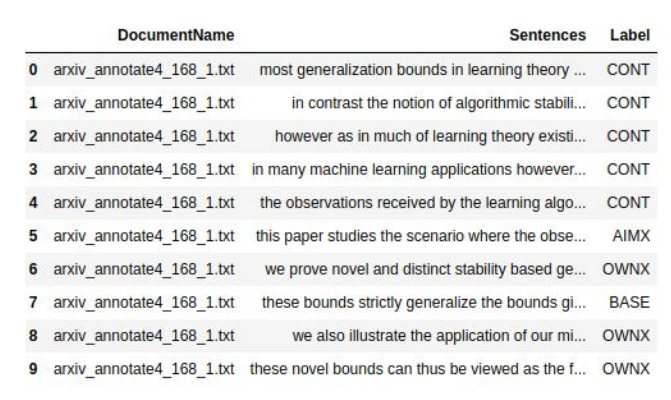 DocumentName Sentences Label
0 arxiv_annotate4_168_1.txt most generalization bounds in learning theory ... CONT
1 arxiv_annotate4_168_1.txt in contrast the notion of algorithmic stabili... CONT
2 arxiv_annotate4_168_1.txt however as in much of learning theory existi... CONT
3 arxiv_annotate4_168_1.txt in many machine learning applications however... CONT
4 arxiv_annotate4_168_1.txt the observations received by the learning algo... CONT
5 arxiv_annotate4_168_1.txt this paper studies the scenario where the obse... AIMX
6 arxiv_annotate4_168_1.txt we prove novel and distinct stability based ge... OWNX
7 arxiv_annotate4_168_1.txt these bounds strictly generalize the bounds gi... BASE
8 arxiv_annotate4_168_1.txt we also illustrate the application of our mi... OWNX
9 arxiv_annotate4_168_1.txt these novel bounds can thus be viewed as the f... OWNX